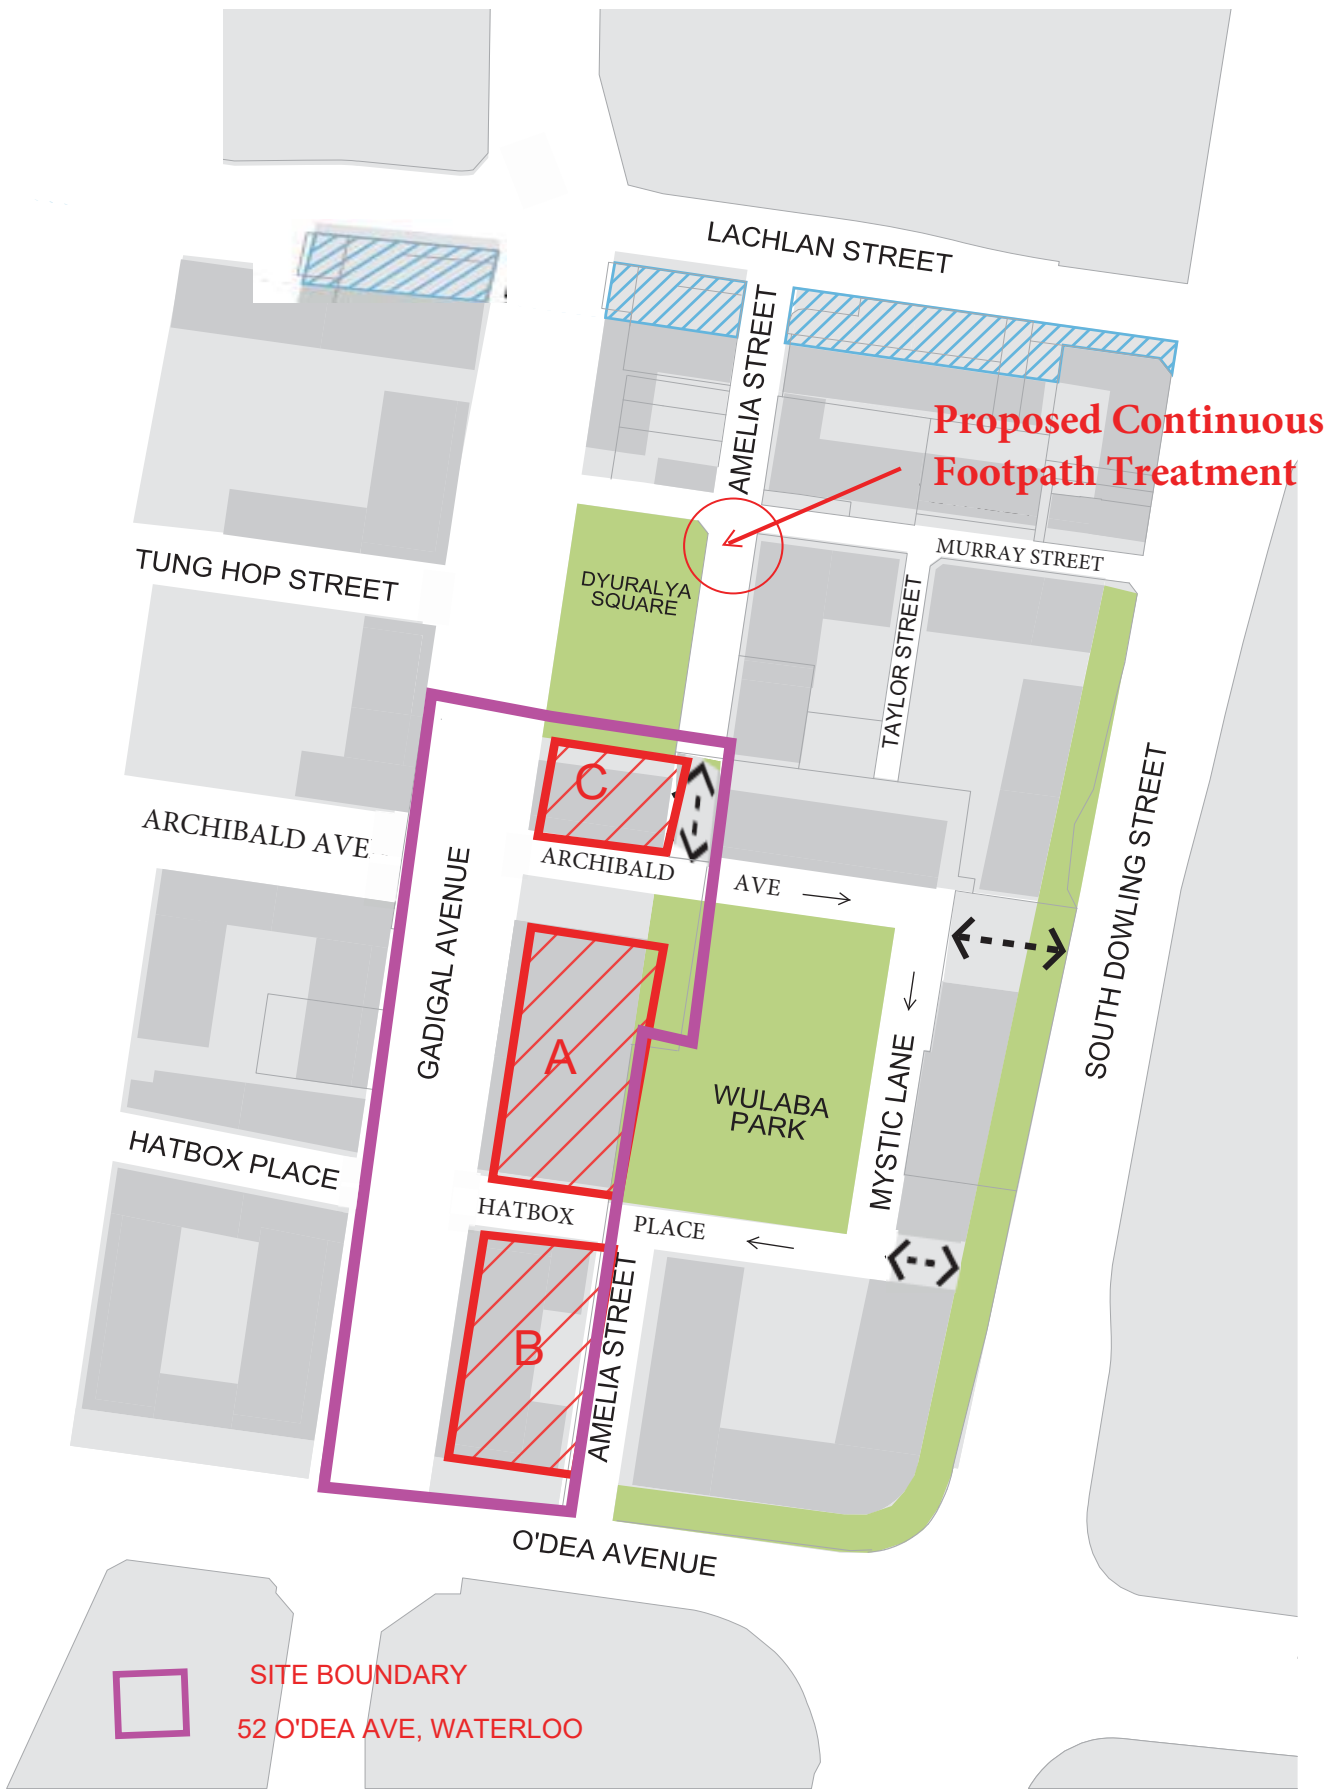 LACHLAN STREET
AMELIA STREET
Proposed Continuous
Footpath Treatment
MURRAY STREET
TUNG HOP STREET
DYURALYA
SQUARE
TAYLOR STREET
C
ARCHIBALD AVE
ARCHIBALD
AVE
SOUTH DOWLING STREET
GADIGAL AVENUE
A
WULABA
PARK
MYSTIC LANE
HATBOX PLACE
HATBOX
PLACE
B
AMELIA STREET
O'DEA AVENUE
SITE BOUNDARY
52 O'DEA AVE, WATERLOO